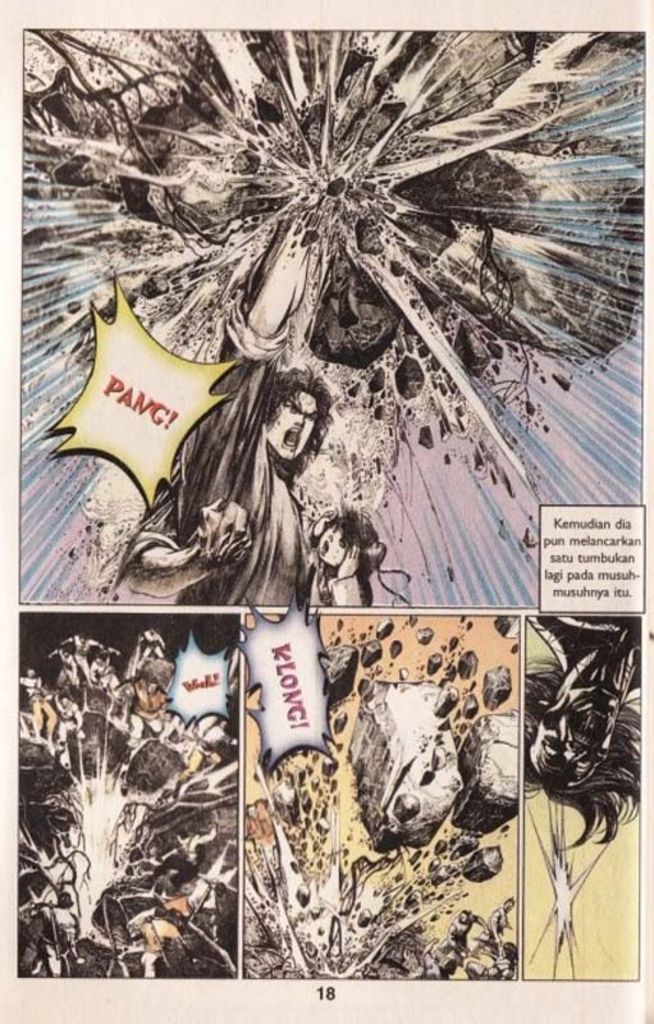 PANG!
Kemudian dia
pun melancarkan
satu tumbukan
lagi pada musuh-
musuhnya itu.
KLONG!
18